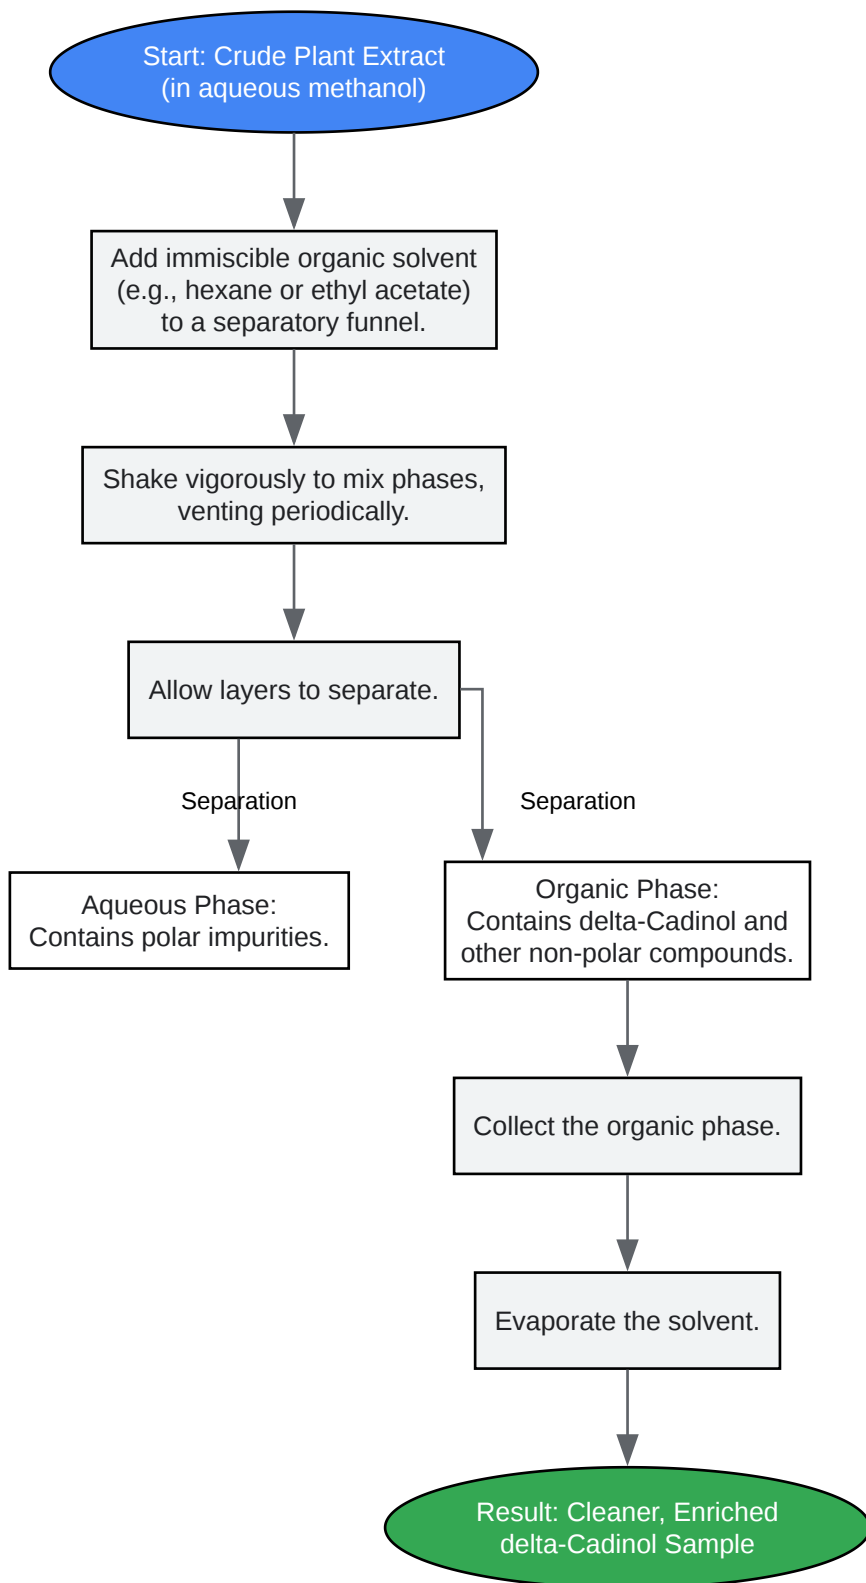 Start: Crude Plant Extract
(in aqueous methanol)
Add immiscible organic solvent
(e.g., hexane or ethyl acetate)
to a separatory funnel.
Shake vigorously to mix phases,
venting periodically.
Allow layers to separate.
Separation
Separation
Aqueous Phase:
Contains polar impurities.
Organic Phase:
Contains delta-Cadinol and
other non-polar compounds.
Collect the organic phase.
Evaporate the solvent.
Result: Cleaner, Enriched
delta-Cadinol Sample